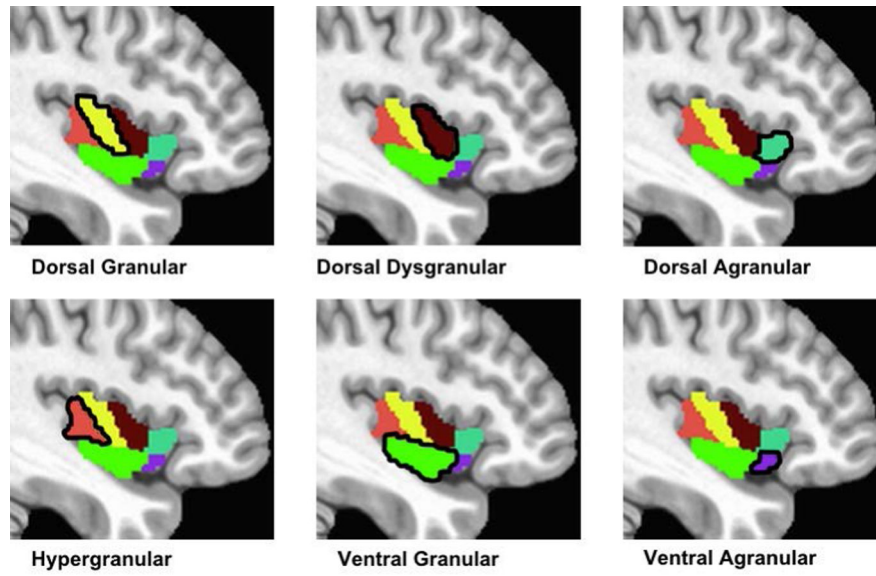 Dorsal Granular
Dorsal Dysgranular
Dorsal Agranular
Hypergranular
Ventral Granular
Ventral Agranular